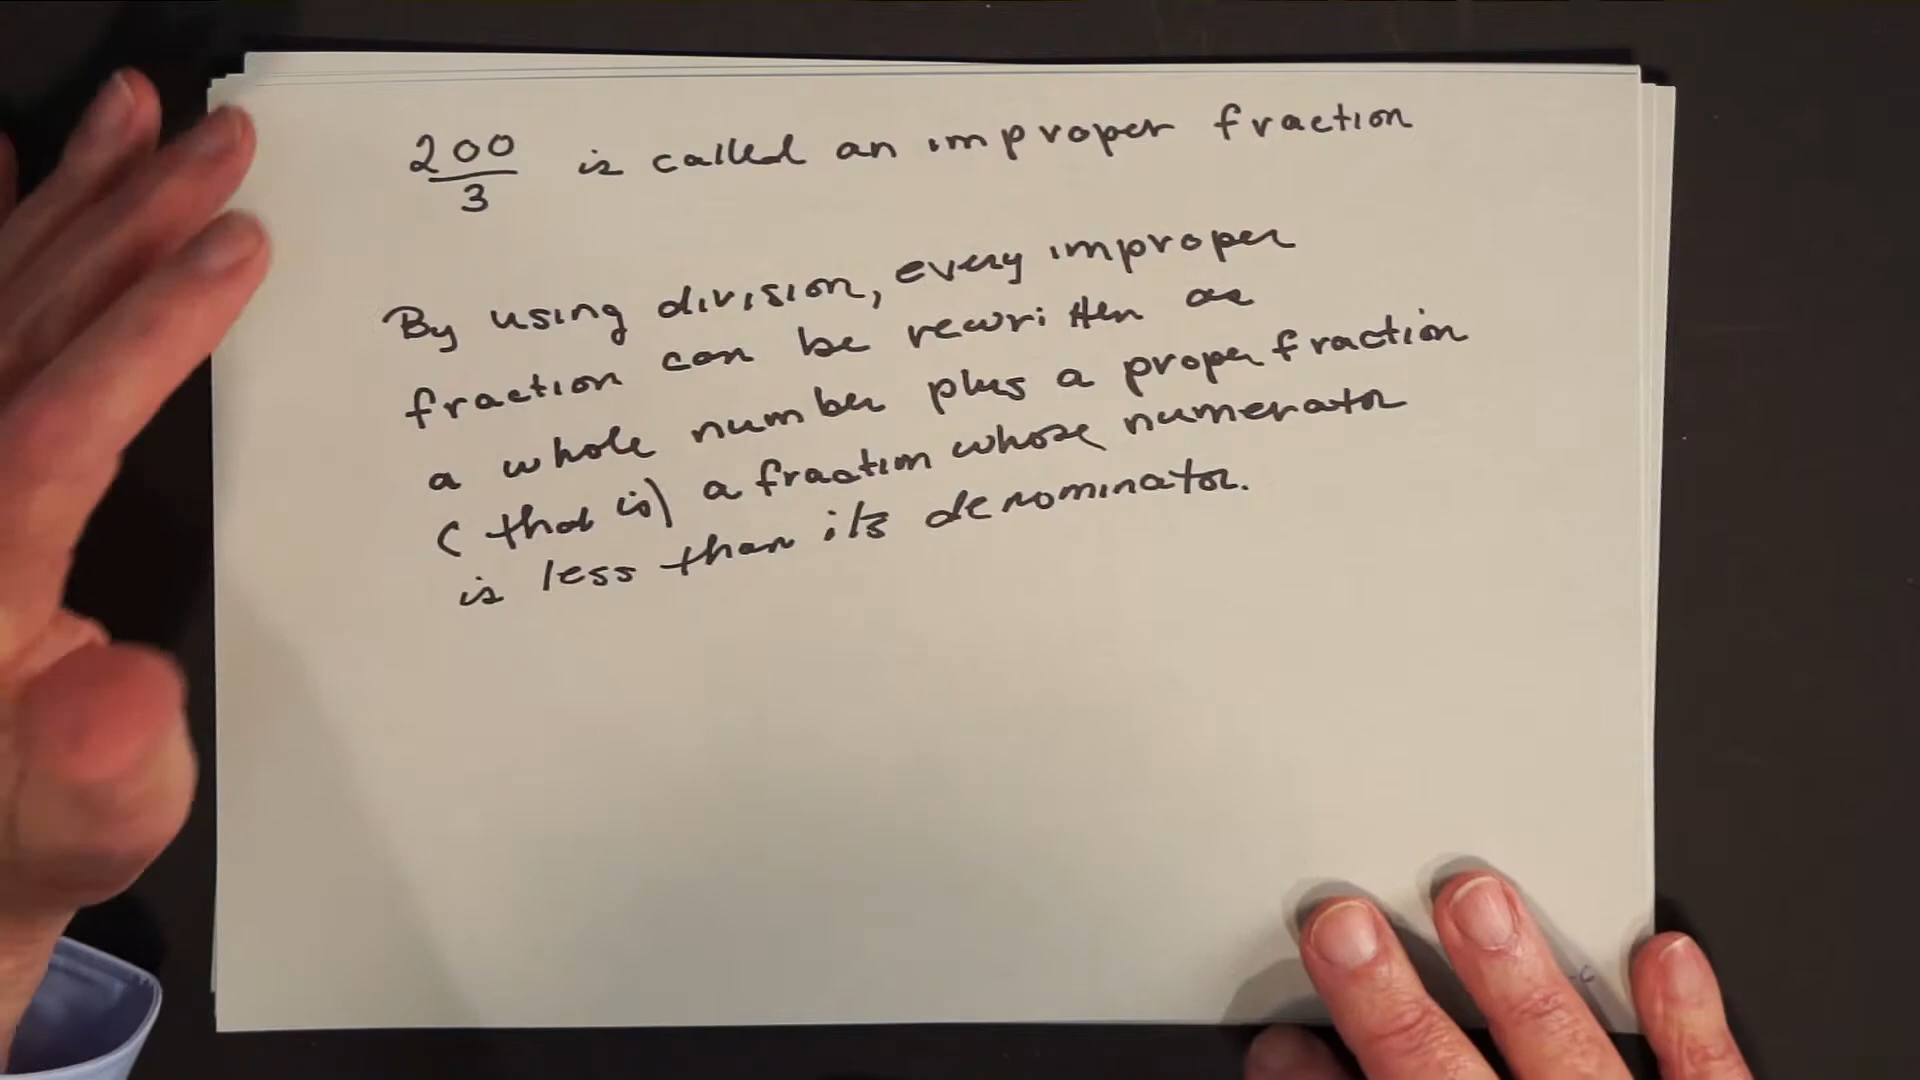 200/3 is called an improper fraction
By using division, every improper
fraction can be rewritten as
a whole number plus a proper fraction
(that is) a fraction whose numerator
is less than its denominator.